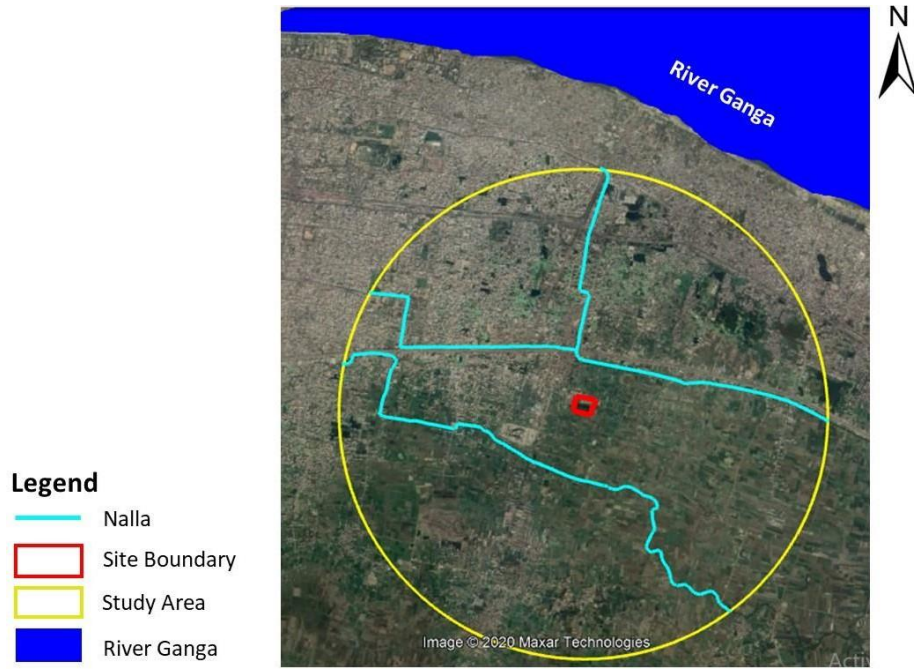 N
River Ganga
Legend
Nalla
Site Boundary
Study Area
River Ganga
Image © 2020 Maxar Technologies